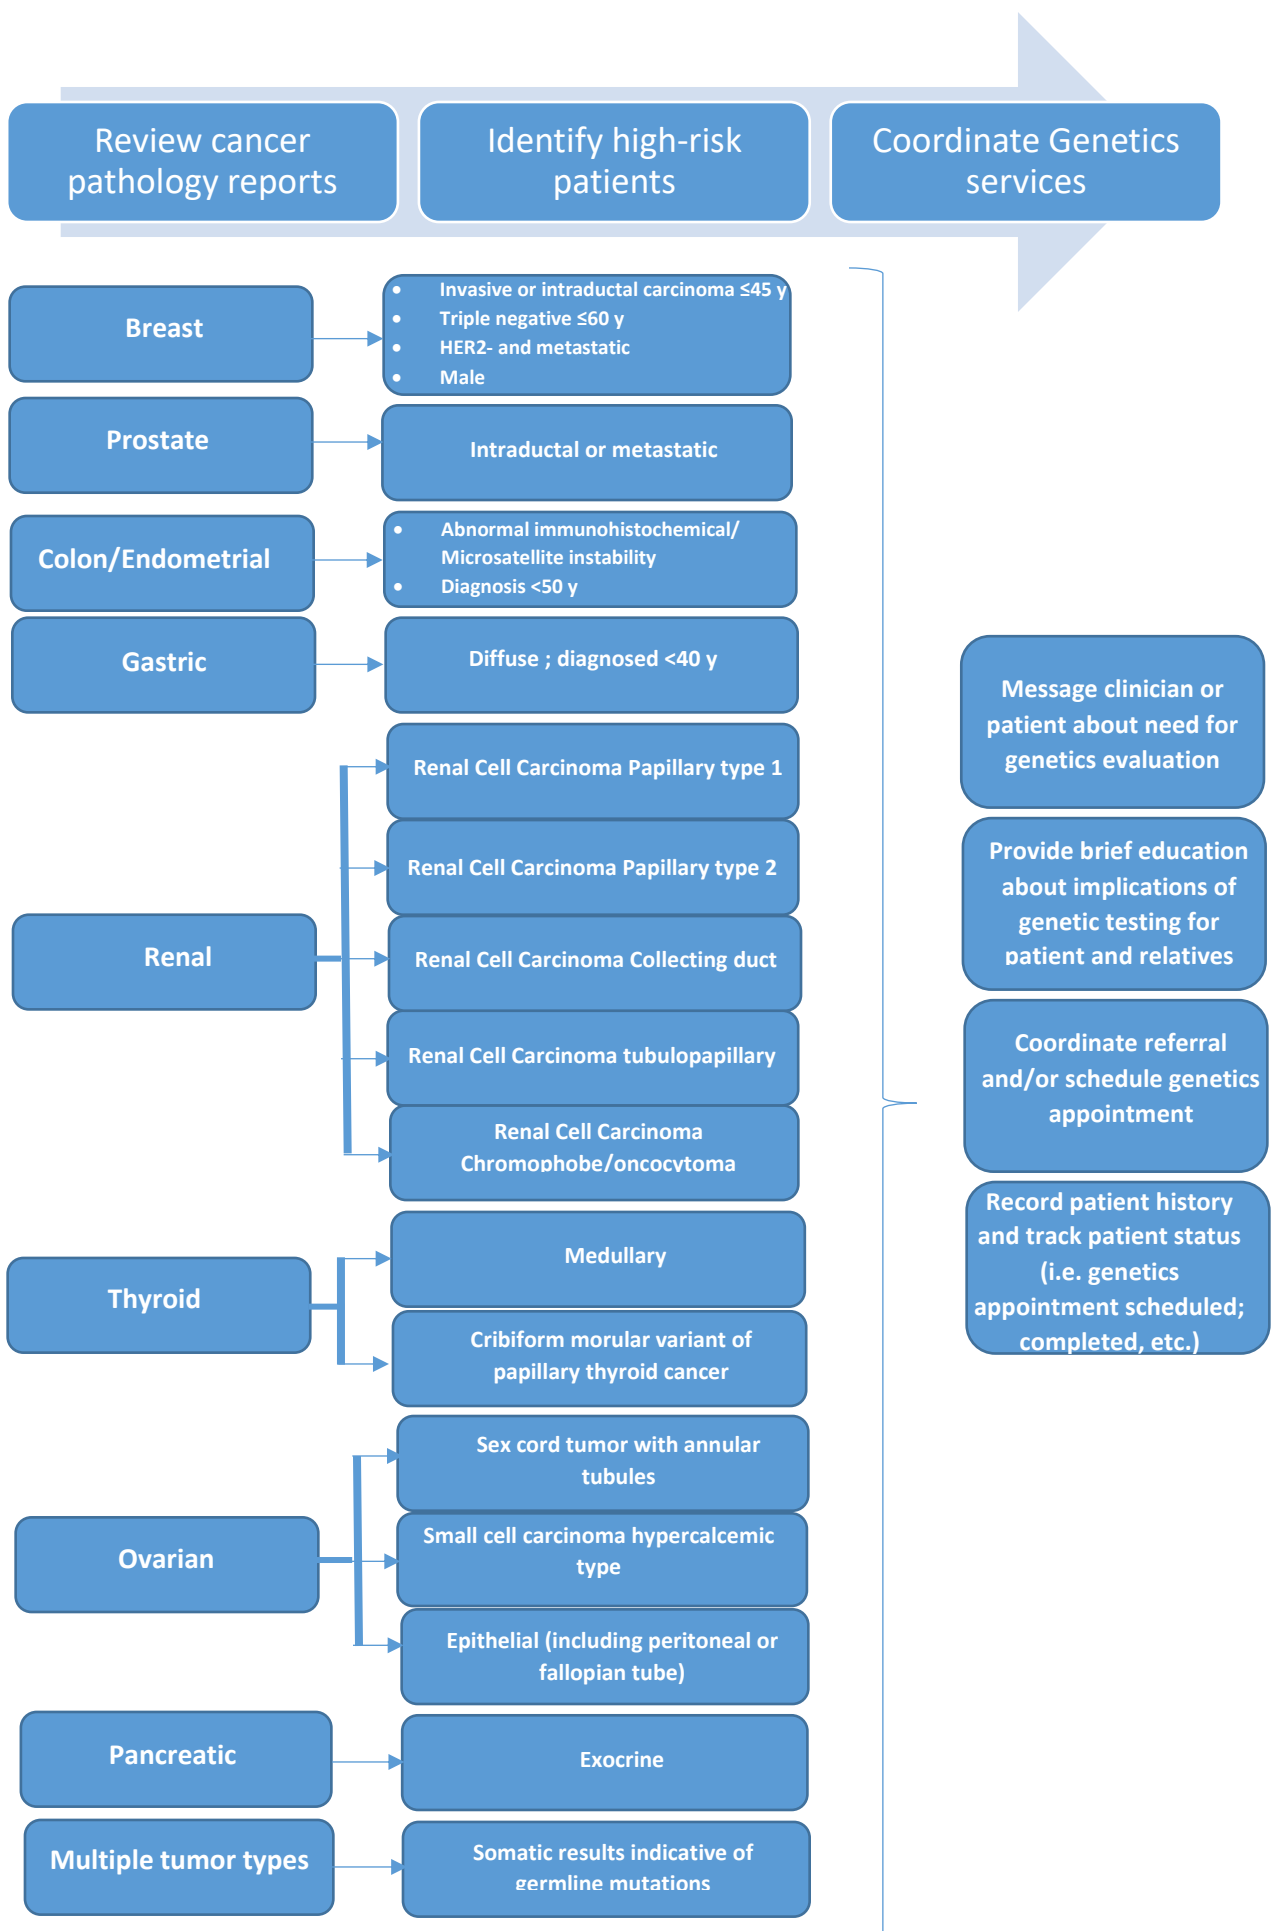 Review cancer
pathology reports
Identify high-risk
patients
Coordinate Genetics
services
Breast
• Invasive or intraductal carcinoma ≤45 y
• Triple negative ≤60 y
• HER2- and metastatic
• Male
Prostate
Intraductal or metastatic
Colon/Endometrial
• Abnormal immunohistochemical/
Microsatellite instability
• Diagnosis <50 y
Gastric
Diffuse ; diagnosed <40 y
Renal
Renal Cell Carcinoma Papillary type 1
Renal Cell Carcinoma Papillary type 2
Renal Cell Carcinoma Collecting duct
Renal Cell Carcinoma tubulopapillary
Renal Cell Carcinoma
Chromophobe/oncocytoma
Thyroid
Medullary
Cribiform morular variant of
papillary thyroid cancer
Ovarian
Sex cord tumor with annular
tubules
Small cell carcinoma hypercalcemic
type
Epithelial (including peritoneal or
fallopian tube)
Pancreatic
Exocrine
Multiple tumor types
Somatic results indicative of
germline mutations
Message clinician or
patient about need for
genetics evaluation
Provide brief education
about implications of
genetic testing for
patient and relatives
Coordinate referral
and/or schedule genetics
appointment
Record patient history
and track patient status
(i.e. genetics
appointment scheduled;
completed, etc.)